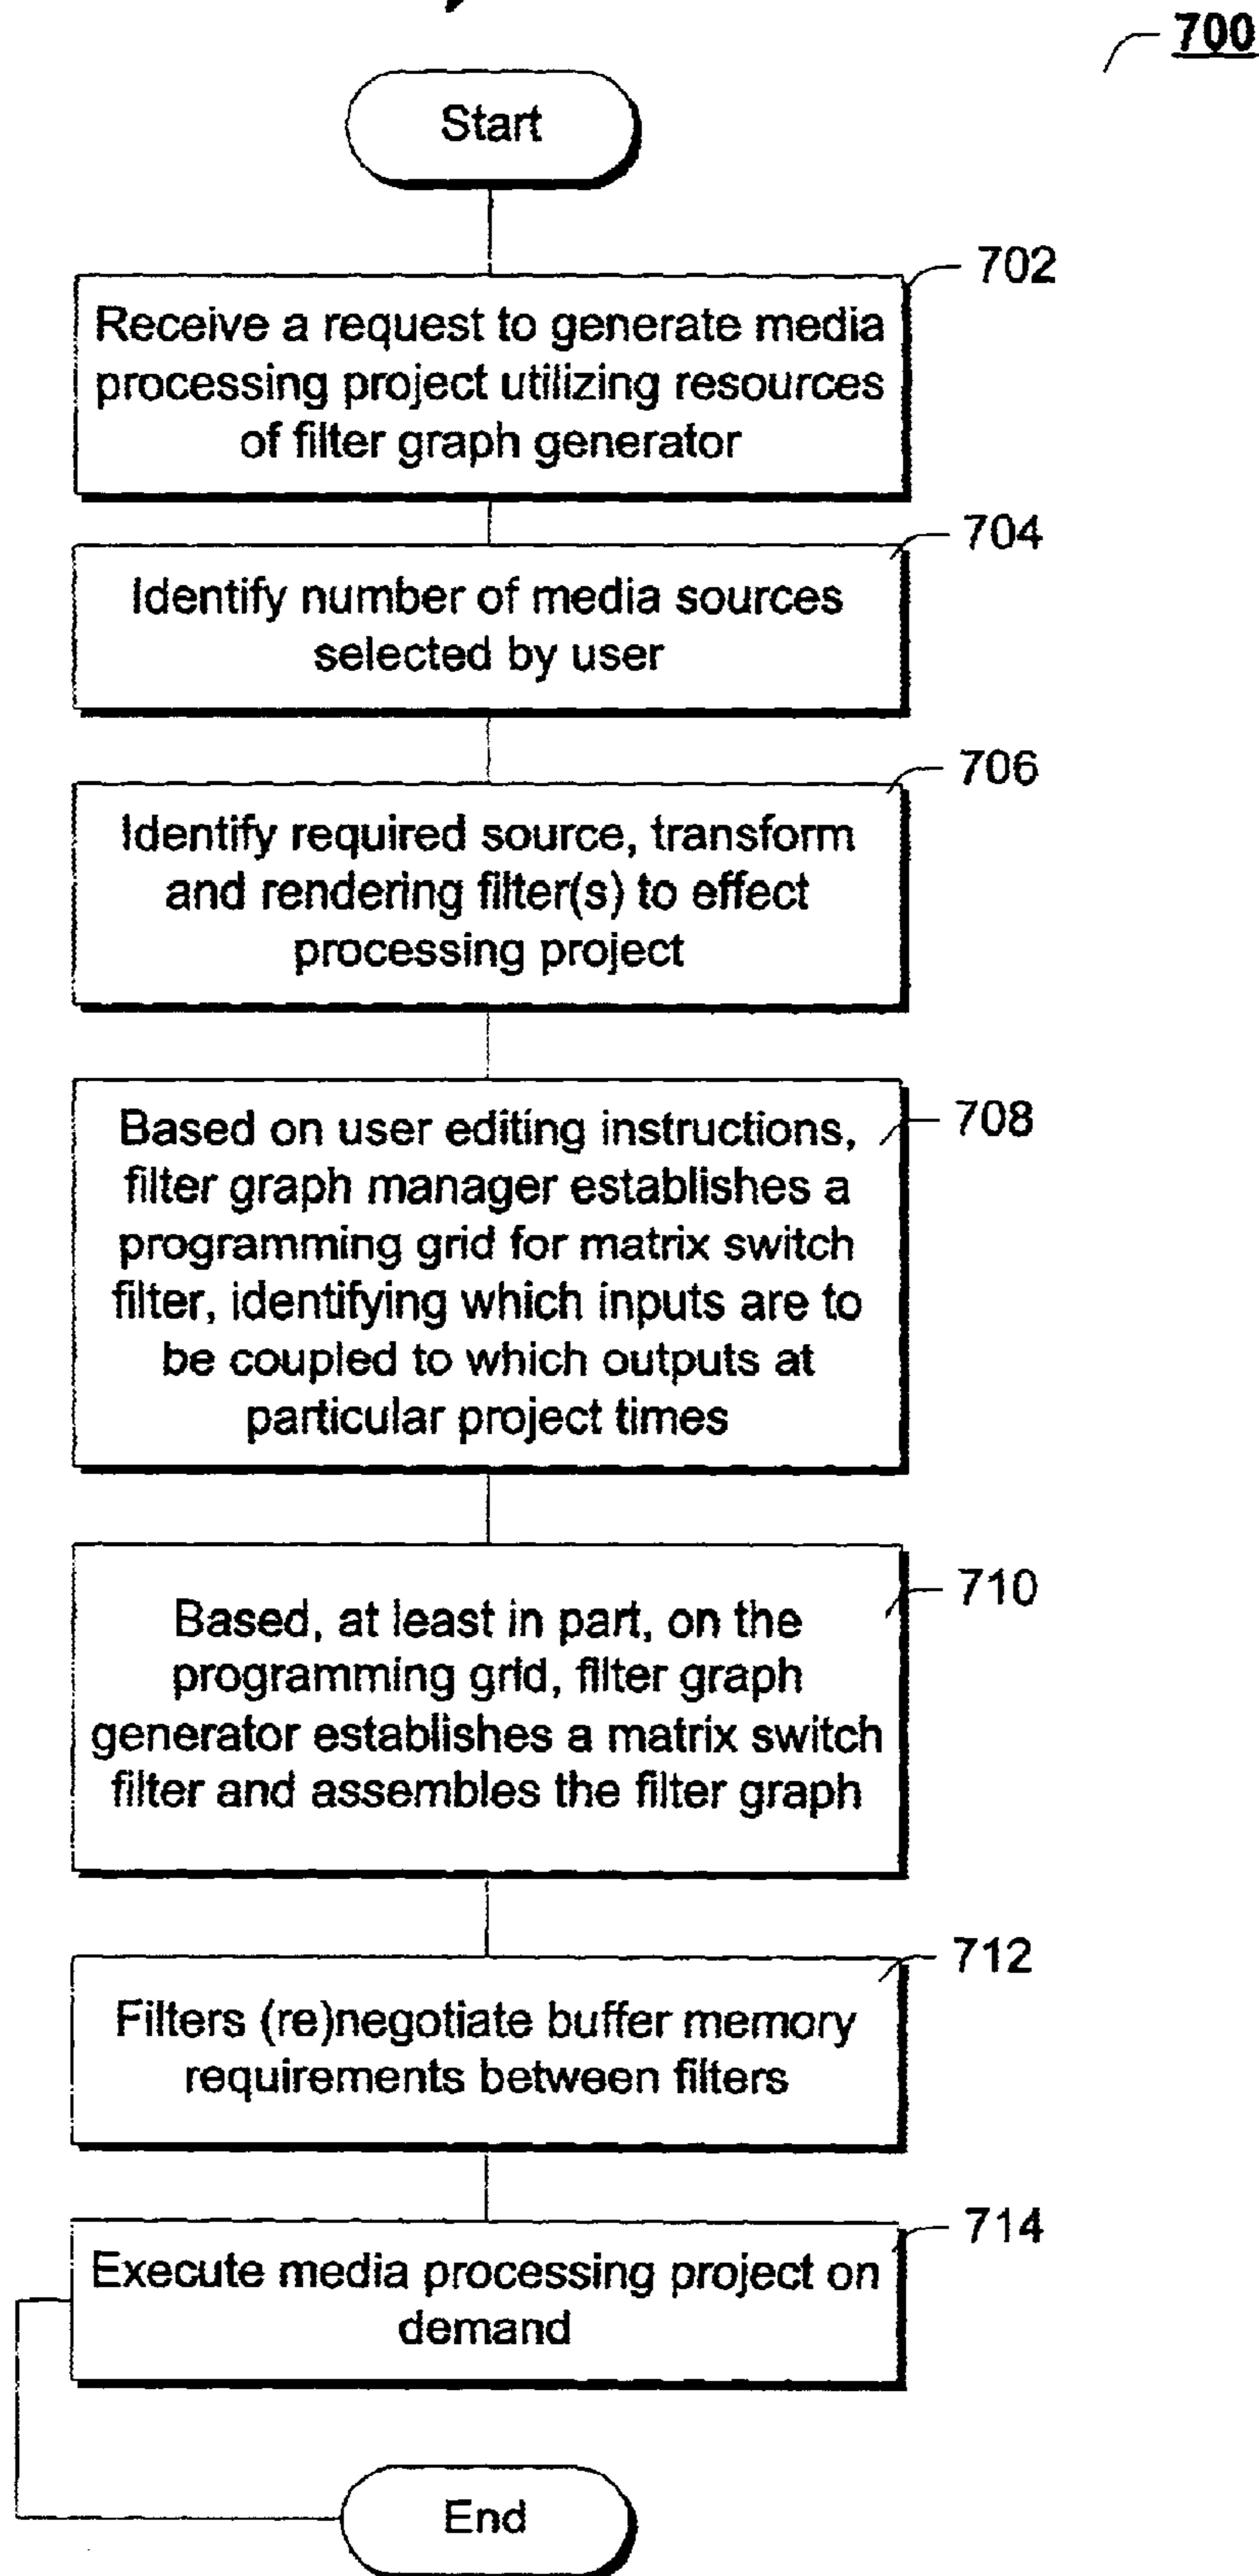 700
Start
702
Receive a request to generate media
processing project utilizing resources
of filter graph generator
704
Identify number of media sources
selected by user
706
Identify required source, transform
and rendering filter(s) to effect
processing project
708
Based on user editing instructions,
filter graph manager establishes a
programming grid for matrix switch
filter, identifying which inputs are to
be coupled to which outputs at
particular project times
710
Based, at least in part, on the
programming grid, filter graph
generator establishes a matrix switch
filter and assembles the filter graph
712
Filters (re)negotiate buffer memory
requirements between filters
714
Execute media processing project on
demand
End